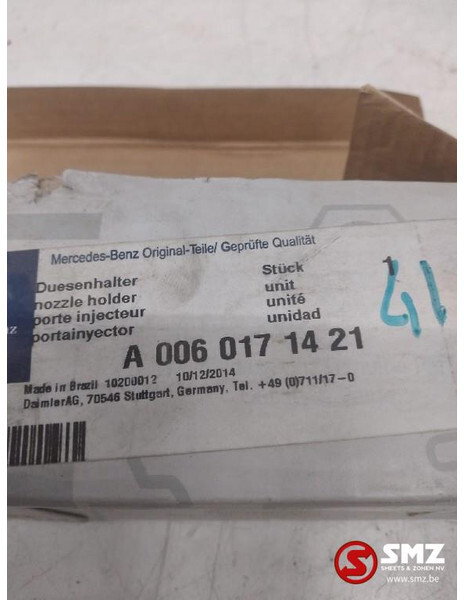 Mercedes-Benz Original-Teile/ Geprüfte Qualität
Duesenhalter Stück 1
nozzle holder unit
porte injecteur unité
portainyector unidad
nz
A 006 017 14 21
Made in Brazil 10200012 10/12/2014
DaimlerAG, 70546 Stuttgart, Germany, Tel. +49 (0)711/17-0
SMZ
SHEETS & ZONEN NV
www.smz.be